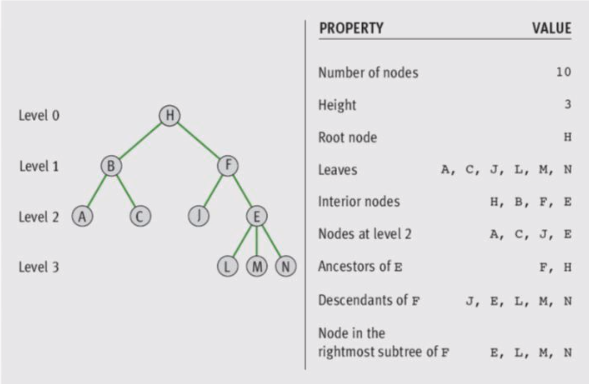 Level 0
H
Level 1
B
F
Level 2
A
C
J
E
Level 3
L
M
N
PROPERTY VALUE
Number of nodes 10
Height 3
Root node H
Leaves A, C, J, L, M, N
Interior nodes H, B, F, E
Nodes at level 2 A, C, J, E
Ancestors of E F, H
Descendants of F J, E, L, M, N
Node in the
rightmost subtree of F E, L, M, N